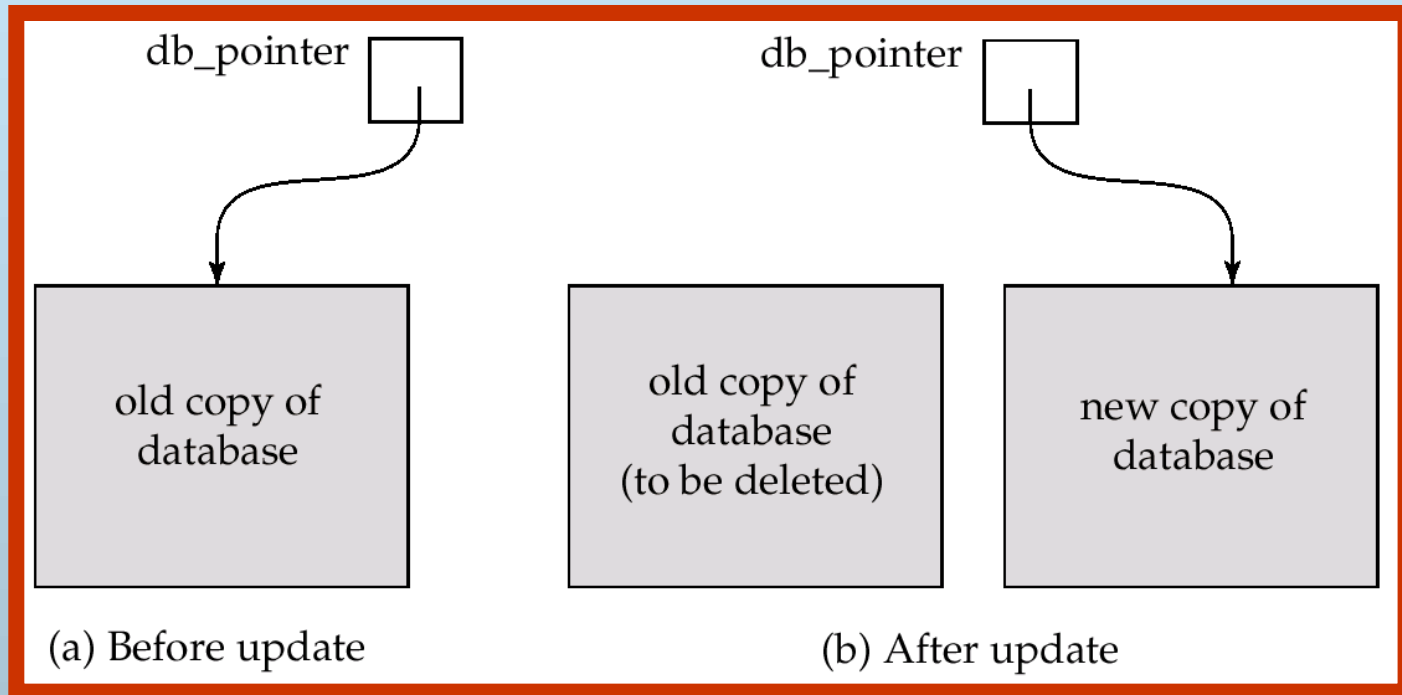 db_pointer
old copy of
database
(a) Before update
db_pointer
old copy of
database
(to be deleted)
new copy of
database
(b) After update